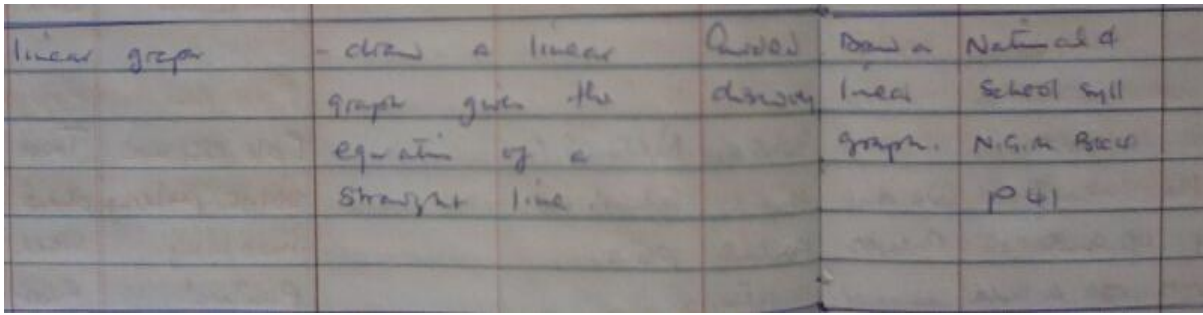 linear graph
- draw a linear
graph given the
equation of a
straight line.
Guided
discovery
Draw a
linear
graph.
National &
School Syll
N.G.M Book
P 41